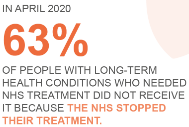 IN APRIL 2020
63%
OF PEOPLE WITH LONG-TERM
HEALTH CONDITIONS WHO NEEDED
NHS TREATMENT DID NOT RECEIVE
IT BECAUSE THE NHS STOPPED
THEIR TREATMENT.